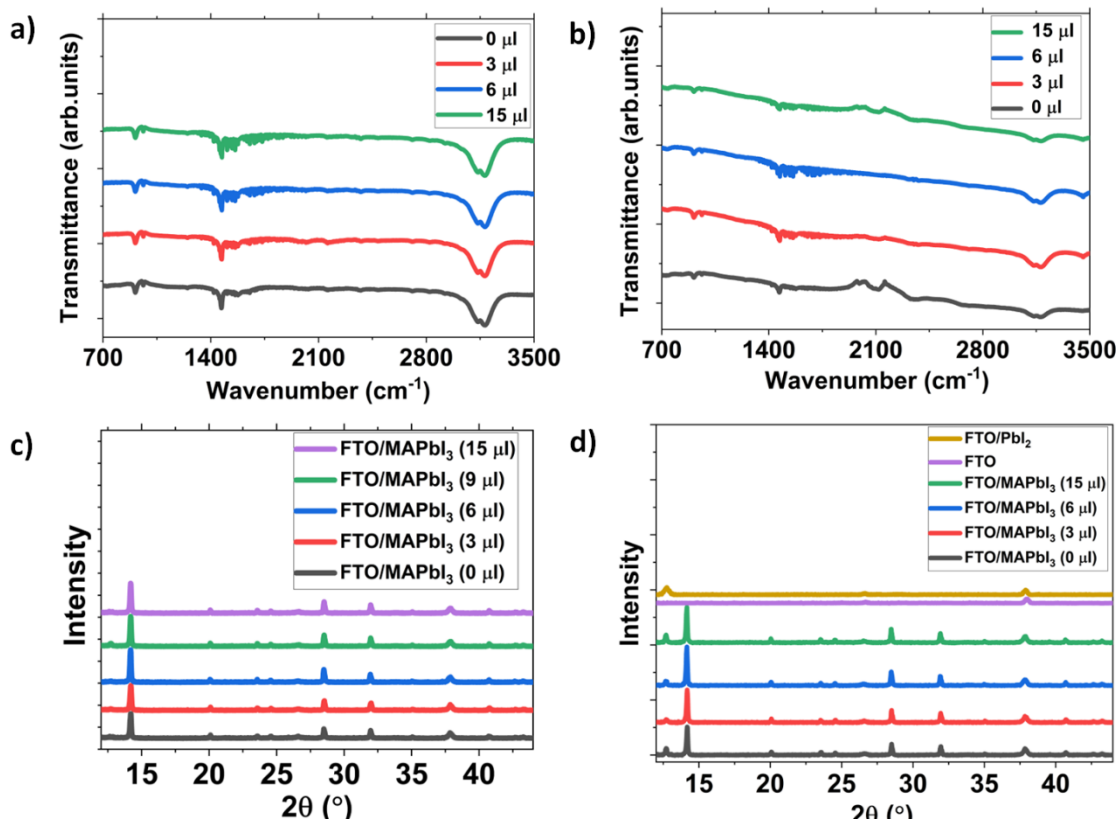 a)
0 µl
3 µl
6 µl
15 µl
Transmittance (arb.units)
700 1400 2100 2800 3500
Wavenumber (cm⁻¹)
b)
15 µl
6 µl
3 µl
0 µl
Transmittance (arb.units)
700 1400 2100 2800 3500
Wavenumber (cm⁻¹)
c)
FTO/MAPbI₃ (15 µl)
FTO/MAPbI₃ (9 µl)
FTO/MAPbI₃ (6 µl)
FTO/MAPbI₃ (3 µl)
FTO/MAPbI₃ (0 µl)
Intensity
15 20 25 30 35 40
2θ (°)
d)
FTO/PbI₂
FTO
FTO/MAPbI₃ (15 µl)
FTO/MAPbI₃ (6 µl)
FTO/MAPbI₃ (3 µl)
FTO/MAPbI₃ (0 µl)
Intensity
15 20 25 30 35 40
2θ (°)